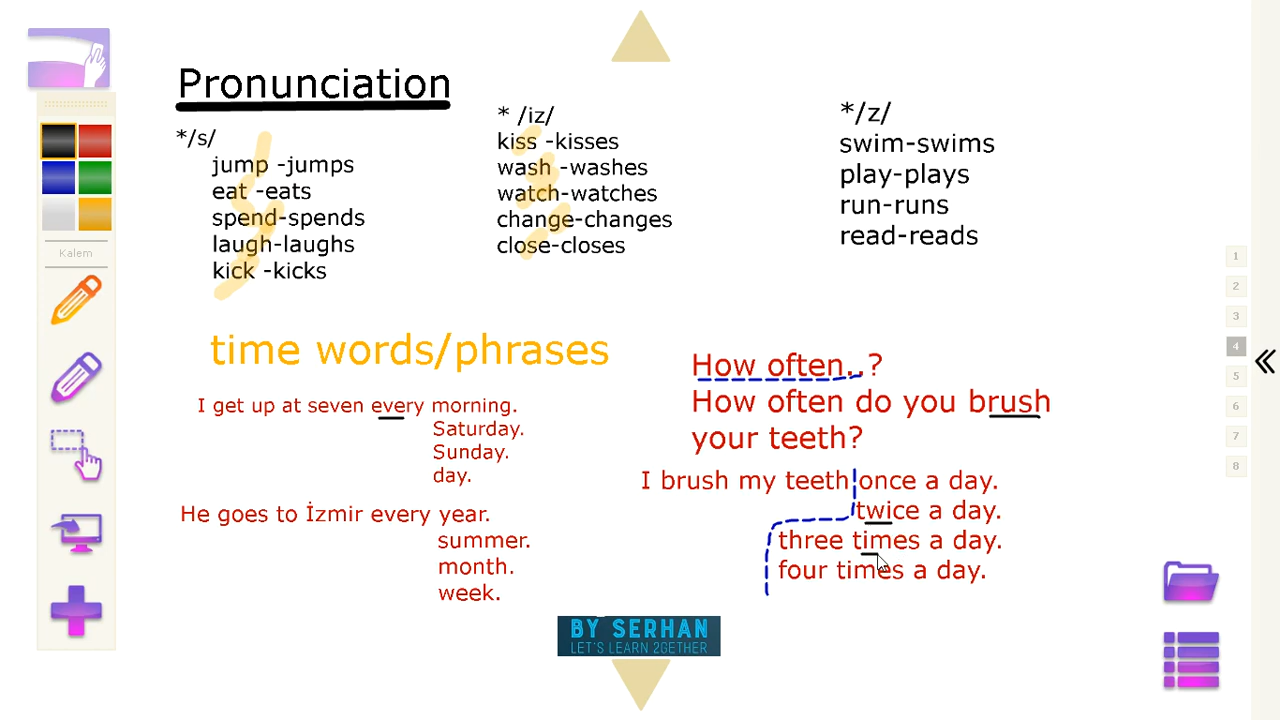 Pronunciation
*/s/
jump -jumps
eat -eats
spend-spends
laugh-laughs
kick -kicks
* /iz/
kiss -kisses
wash -washes
watch-watches
change-changes
close-closes
*/z/
swim-swims
play-plays
run-runs
read-reads
Kalem
time words/phrases
I get up at seven every morning.
Saturday.
Sunday.
day.
He goes to İzmir every year.
summer.
month.
week.
How often..?
How often do you brush
your teeth?
I brush my teeth once a day.
twice a day.
three times a day.
four times a day.
BY SERHAN
LET'S LEARN 2GETHER
1
2
3
4
5
6
7
8